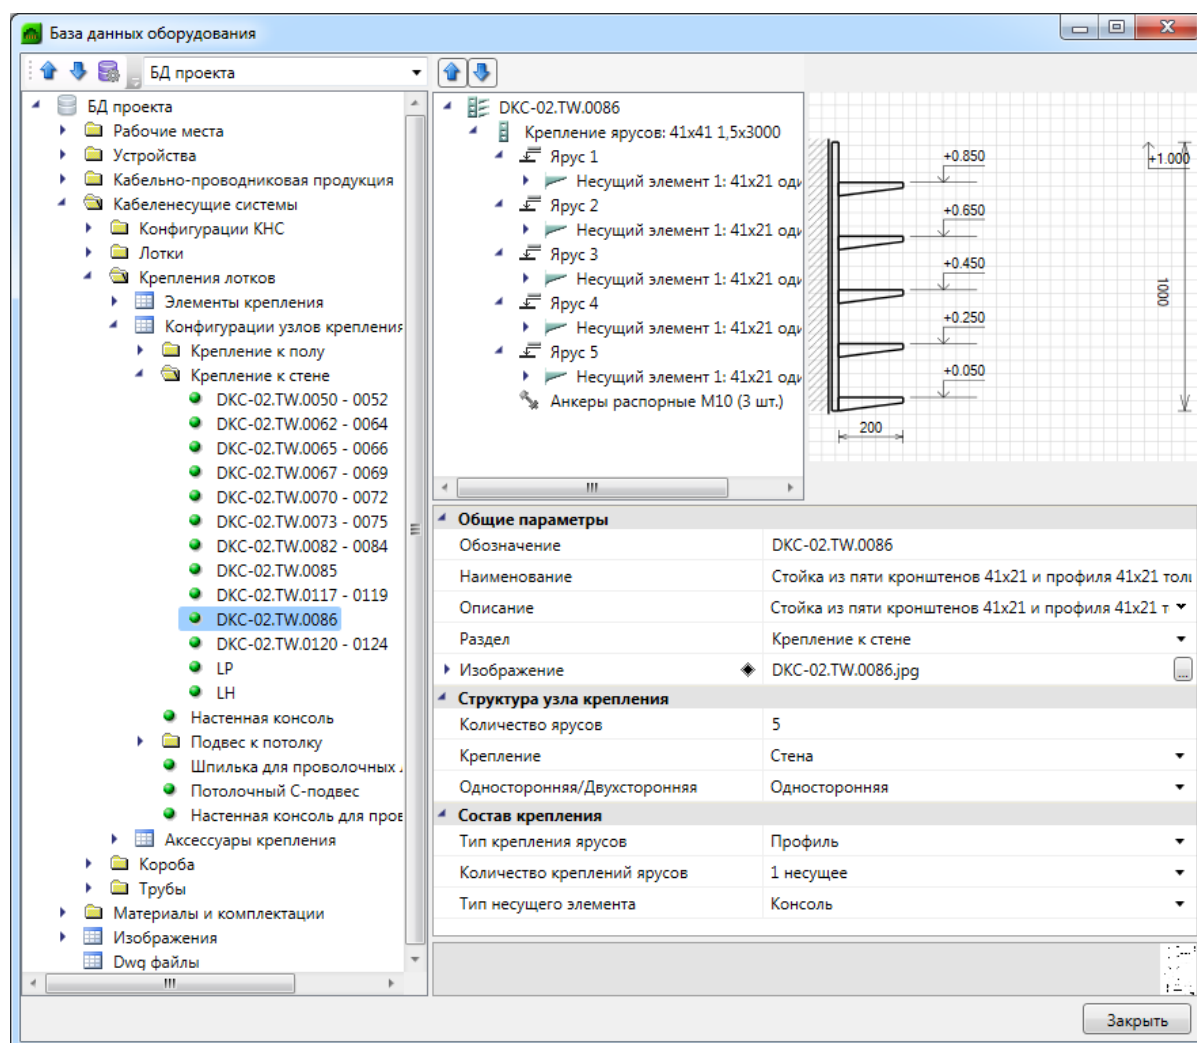 База данных оборудования
БД проекта
БД проекта
Рабочие места
Устройства
Кабельно-проводниковая продукция
Кабеленесущие системы
Конфигурации КНС
Лотки
Крепления лотков
Элементы крепления
Конфигурации узлов крепления
Крепление к полу
Крепление к стене
DKC-02.TW.0050 - 0052
DKC-02.TW.0062 - 0064
DKC-02.TW.0065 - 0066
DKC-02.TW.0067 - 0069
DKC-02.TW.0070 - 0072
DKC-02.TW.0073 - 0075
DKC-02.TW.0082 - 0084
DKC-02.TW.0085
DKC-02.TW.0117 - 0119
DKC-02.TW.0086
DKC-02.TW.0120 - 0124
LP
LH
Настенная консоль
Подвес к потолку
Шпилька для проволочных
Потолочный С-подвес
Настенная консоль для пров
Аксессуары крепления
Короба
Трубы
Материалы и комплектации
Изображения
Dwg файлы
DKC-02.TW.0086
Крепление ярусов: 41x41 1,5x3000
Ярус 1
Несущий элемент 1: 41x21 оди
Ярус 2
Несущий элемент 1: 41x21 оди
Ярус 3
Несущий элемент 1: 41x21 оди
Ярус 4
Несущий элемент 1: 41x21 оди
Ярус 5
Несущий элемент 1: 41x21 оди
Анкеры распорные М10 (3 шт.)
+0.850
+1.000
+0.650
+0.450
1000
+0.250
+0.050
200
Общие параметры
Обозначение DKC-02.TW.0086
Наименование Стойка из пяти кронштенов 41x21 и профиля 41x21 толц
Описание Стойка из пяти кронштенов 41x21 и профиля 41x21 т
Раздел Крепление к стене
Изображение DKC-02.TW.0086.jpg ...
Структура узла крепления
Количество ярусов 5
Крепление Стена
Односторонняя/Двухсторонняя Односторонняя
Состав крепления
Тип крепления ярусов Профиль
Количество креплений ярусов 1 несущее
Тип несущего элемента Консоль
Закрыть